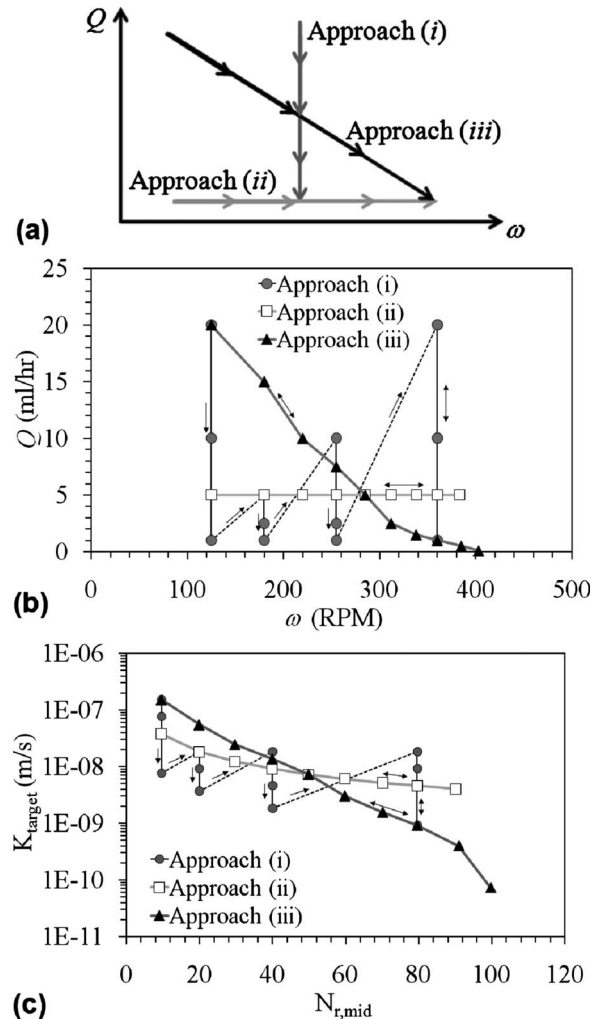 Q
Approach (i)
Approach (iii)
Approach (ii)
ω
(a)
25
20
15
10
5
0
Q (ml/hr)
Approach (i)
Approach (ii)
Approach (iii)
0 100 200 300 400 500
ω (RPM)
(b)
1E-06
1E-07
1E-08
1E-09
1E-10
1E-11
Ktarget (m/s)
Approach (i)
Approach (ii)
Approach (iii)
0 20 40 60 80 100 120
Nr,mid
(c)